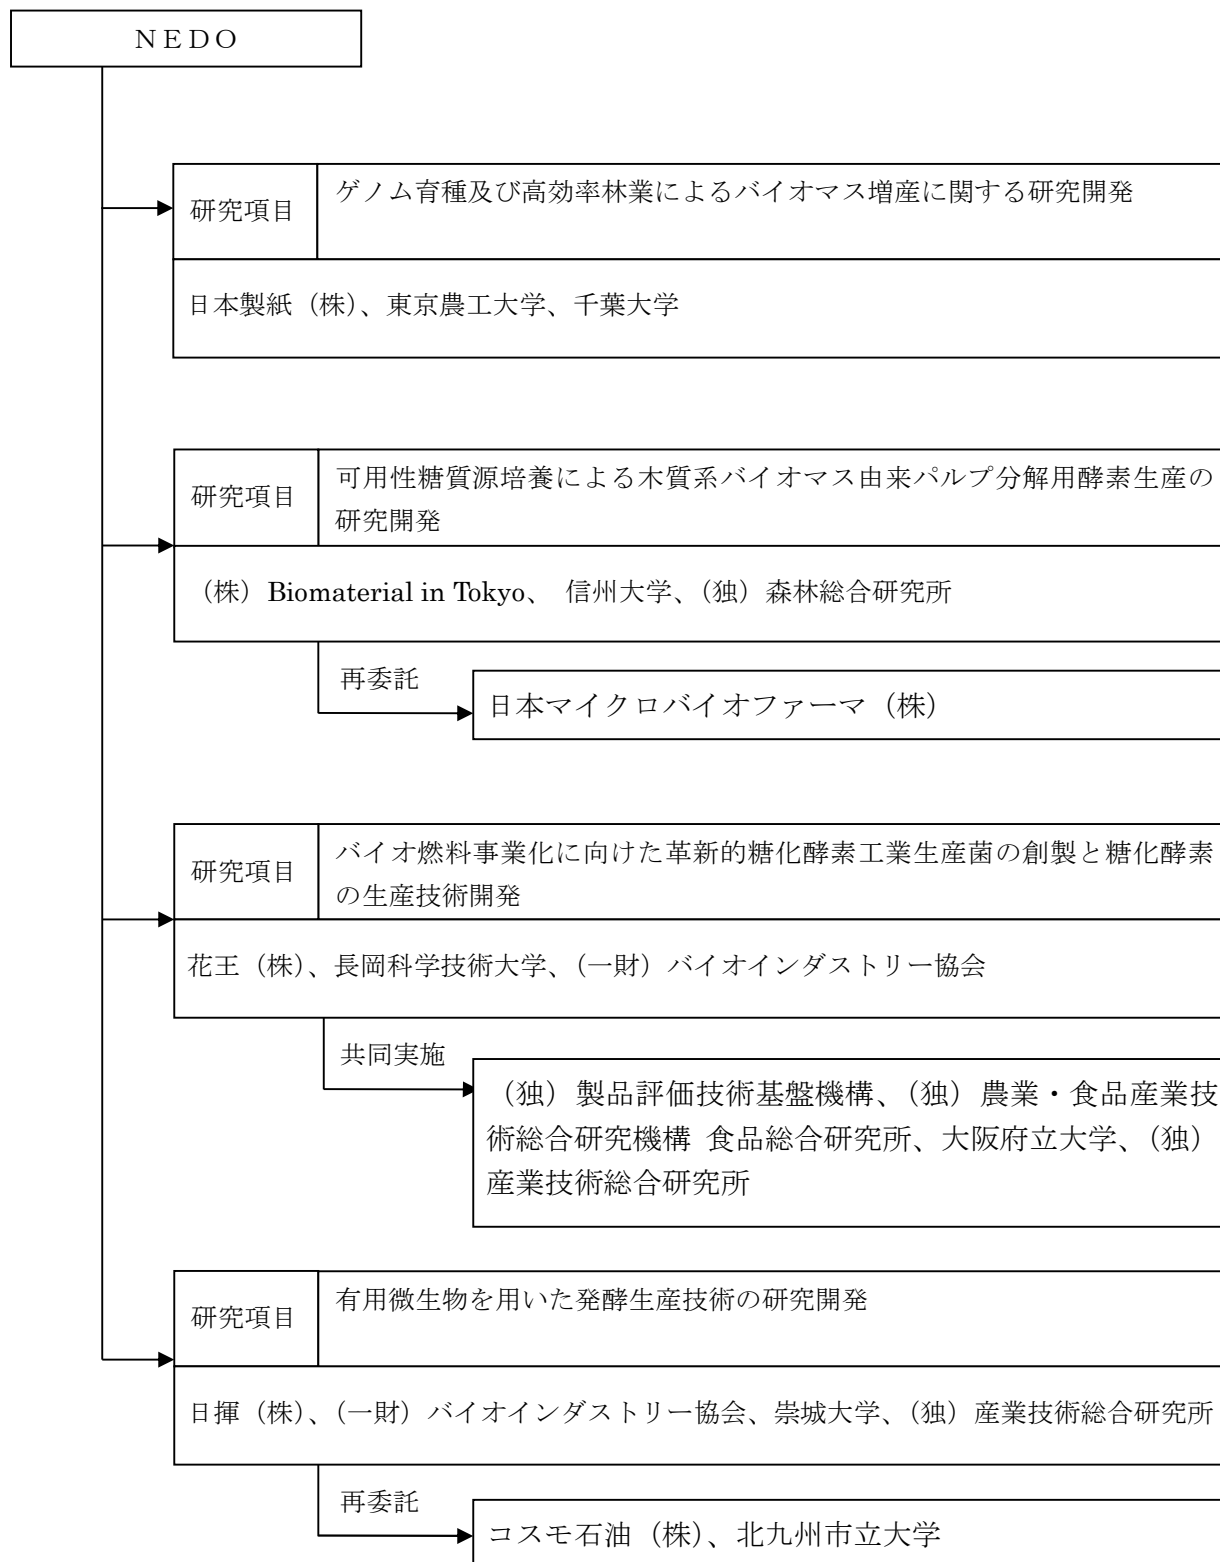 ＮＥＤＯ
研究項目
ゲノム育種及び高効率林業によるバイオマス増産に関する研究開発
日本製紙（株）、東京農工大学、千葉大学
研究項目
可用性糖質源培養による木質系バイオマス由来パルプ分解用酵素生産の
研究開発
（株）Biomaterial in Tokyo、 信州大学、（独）森林総合研究所
再委託
日本マイクロバイオファーマ（株）
研究項目
バイオ燃料事業化に向けた革新的糖化酵素工業生産菌の創製と糖化酵素
の生産技術開発
花王（株）、長岡科学技術大学、（一財）バイオインダストリー協会
共同実施
（独）製品評価技術基盤機構、（独）農業・食品産業技
術総合研究機構 食品総合研究所、大阪府立大学、（独）
産業技術総合研究所
研究項目
有用微生物を用いた発酵生産技術の研究開発
日揮（株）、（一財）バイオインダストリー協会、崇城大学、（独）産業技術総合研究所
再委託
コスモ石油（株）、北九州市立大学